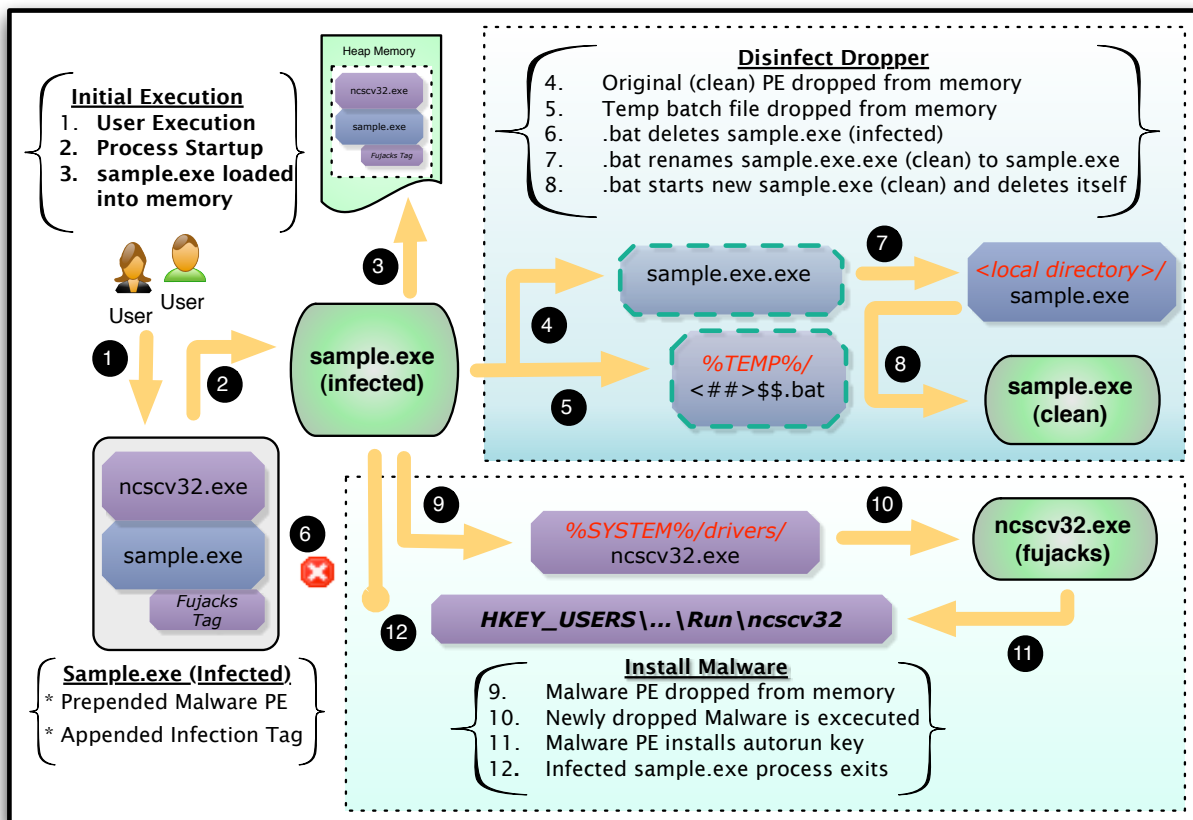 Initial Execution
1. User Execution
2. Process Startup
3. sample.exe loaded
into memory
Heap Memory
ncscv32.exe
sample.exe
Fujacks Tag
Disinfect Dropper
4. Original (clean) PE dropped from memory
5. Temp batch file dropped from memory
6. .bat deletes sample.exe (infected)
7. .bat renames sample.exe.exe (clean) to sample.exe
8. .bat starts new sample.exe (clean) and deletes itself
User
User
1
2
3
sample.exe
(infected)
4
5
sample.exe.exe
7
<local directory>/
sample.exe
%TEMP%/
<##>$$.bat
8
sample.exe
(clean)
ncscv32.exe
sample.exe
Fujacks
Tag
6
9
%SYSTEM%/drivers/
ncscv32.exe
10
ncscv32.exe
(fujacks)
12
HKEY_USERS\...\Run\ncscv32
11
Sample.exe (Infected)
* Prepended Malware PE
* Appended Infection Tag
Install Malware
9. Malware PE dropped from memory
10. Newly dropped Malware is excecuted
11. Malware PE installs autorun key
12. Infected sample.exe process exits